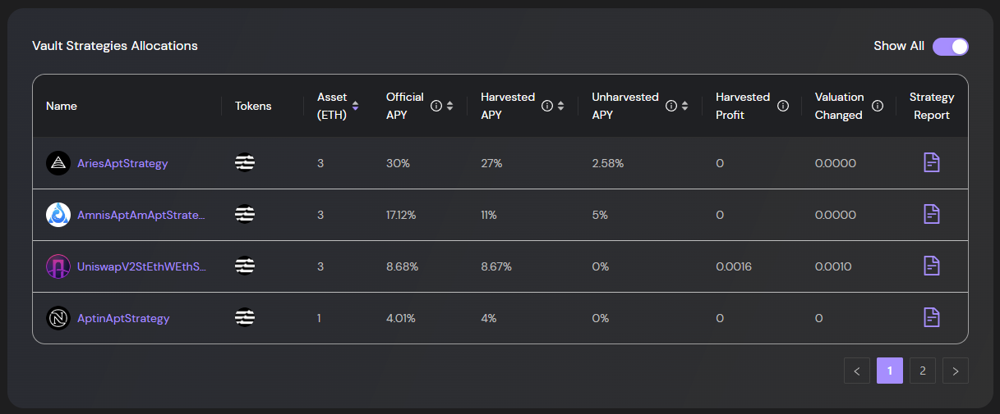 Vault Strategies Allocations
Show All
Name
Tokens
Asset
(ETH)
Official
APY
Harvested
APY
Unharvested
APY
Harvested
Profit
Valuation
Changed
Strategy
Report
AriesAptStrategy 3 30% 27% 2.58% 0 0.0000
AmnisAptAmAptStrate... 3 17.12% 11% 5% 0 0.0000
UniswapV2StEthWEthS... 3 8.68% 8.67% 0% 0.0016 0.0010
AptinAptStrategy 1 4.01% 4% 0% 0 0
< 1 2 >